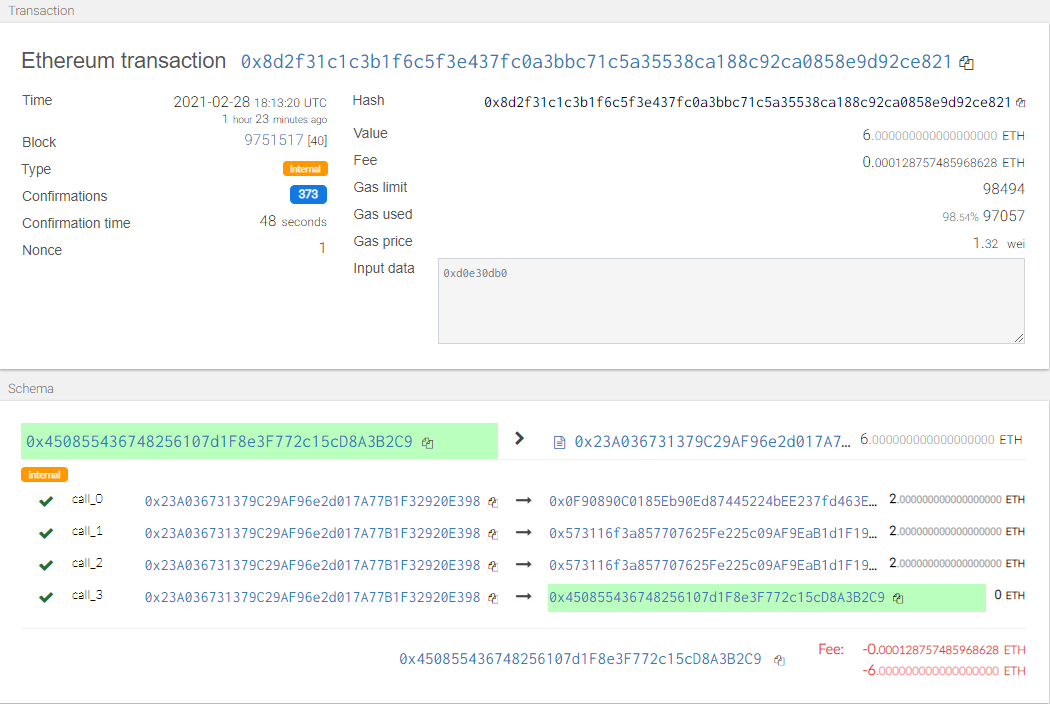 Transaction
Ethereum transaction 0x8d2f31c1c3b1f6c5f3e437fc0a3bbc71c5a35538ca188c92ca0858e9d92ce821
Time 2021-02-28 18:13:20 UTC
1 hour 23 minutes ago
Block 9751517 [40]
Type internal
Confirmations 373
Confirmation time 48 seconds
Nonce 1
Hash 0x8d2f31c1c3b1f6c5f3e437fc0a3bbc71c5a35538ca188c92ca0858e9d92ce821
Value 6.000000000000000000 ETH
Fee 0.000128757485968628 ETH
Gas limit 98494
Gas used 98.54% 97057
Gas price 1.32 wei
Input data 0xd0e30db0
Schema
0x450855436748256107d1F8e3F772c15cD8A3B2C9 0x23A036731379C29AF96e2d017A7... 6.000000000000000000 ETH
internal
call_0 0x23A036731379C29AF96e2d017A77B1F32920E398 → 0x0F90890C0185Eb90Ed87445224bEE237fd463E... 2.000000000000000000 ETH
call_1 0x23A036731379C29AF96e2d017A77B1F32920E398 → 0x573116f3a857707625Fe225c09AF9EaB1d1F19... 2.000000000000000000 ETH
call_2 0x23A036731379C29AF96e2d017A77B1F32920E398 → 0x573116f3a857707625Fe225c09AF9EaB1d1F19... 2.000000000000000000 ETH
call_3 0x23A036731379C29AF96e2d017A77B1F32920E398 → 0x450855436748256107d1F8e3F772c15cD8A3B2C9 0 ETH
0x450855436748256107d1F8e3F772c15cD8A3B2C9 Fee: -0.000128757485968628 ETH
-6.000000000000000000 ETH